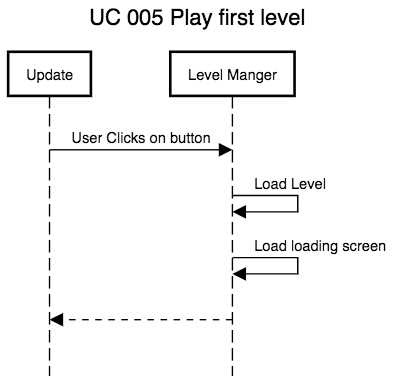 UC 005 Play first level
Update
Level Manger
User Clicks on button
Load Level
Load loading screen